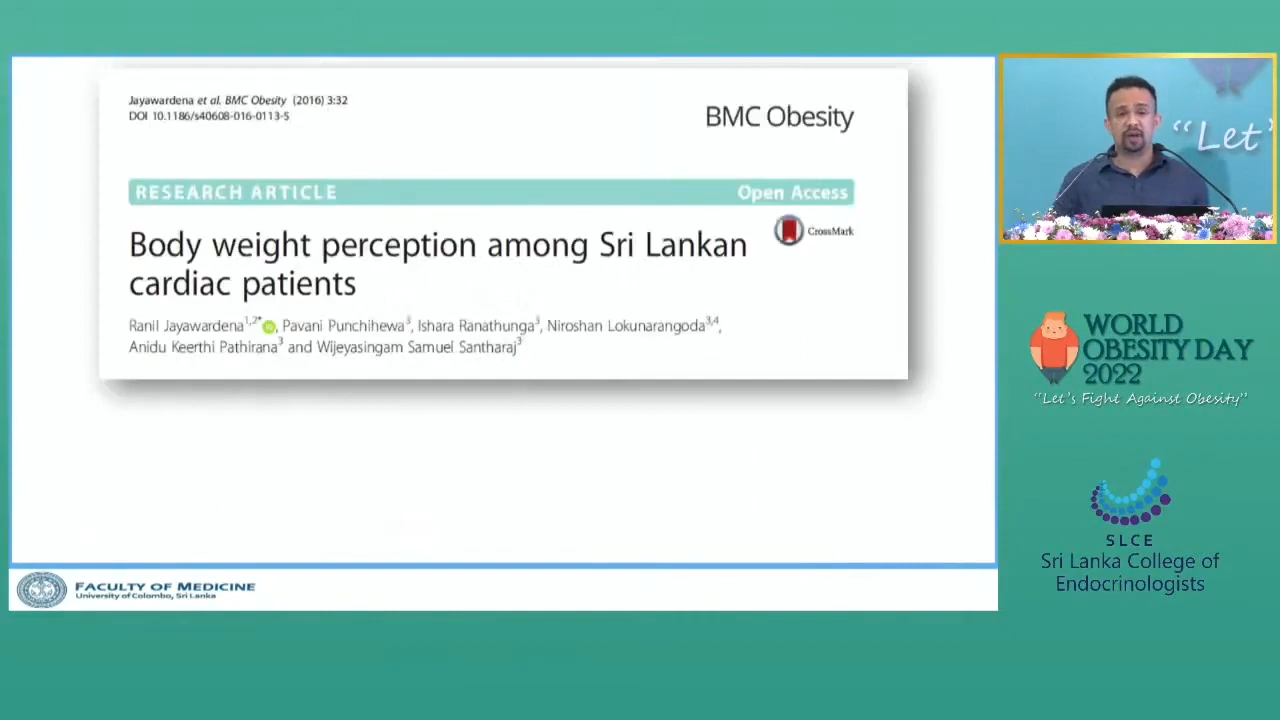 Jayawardena et al. BMC Obesity (2016) 3:32
DOI 10.1186/s40608-016-0113-5
BMC Obesity
RESEARCH ARTICLE
Open Access
CrossMark
Body weight perception among Sri Lankan
cardiac patients
Ranil Jayawardena1,2*, Pavani Punchihewa3, Ishara Ranathunga3, Niroshan Lokunarangoda3,4,
Anidu Keerthi Pathirana3 and Wijeyasingam Samuel Santharaj3
FACULTY OF MEDICINE
University of Colombo, Sri Lanka
“Let’
WORLD
OBESITY DAY
2022
“Let’s Fight Against Obesity”
SLCE
Sri Lanka College of
Endocrinologists